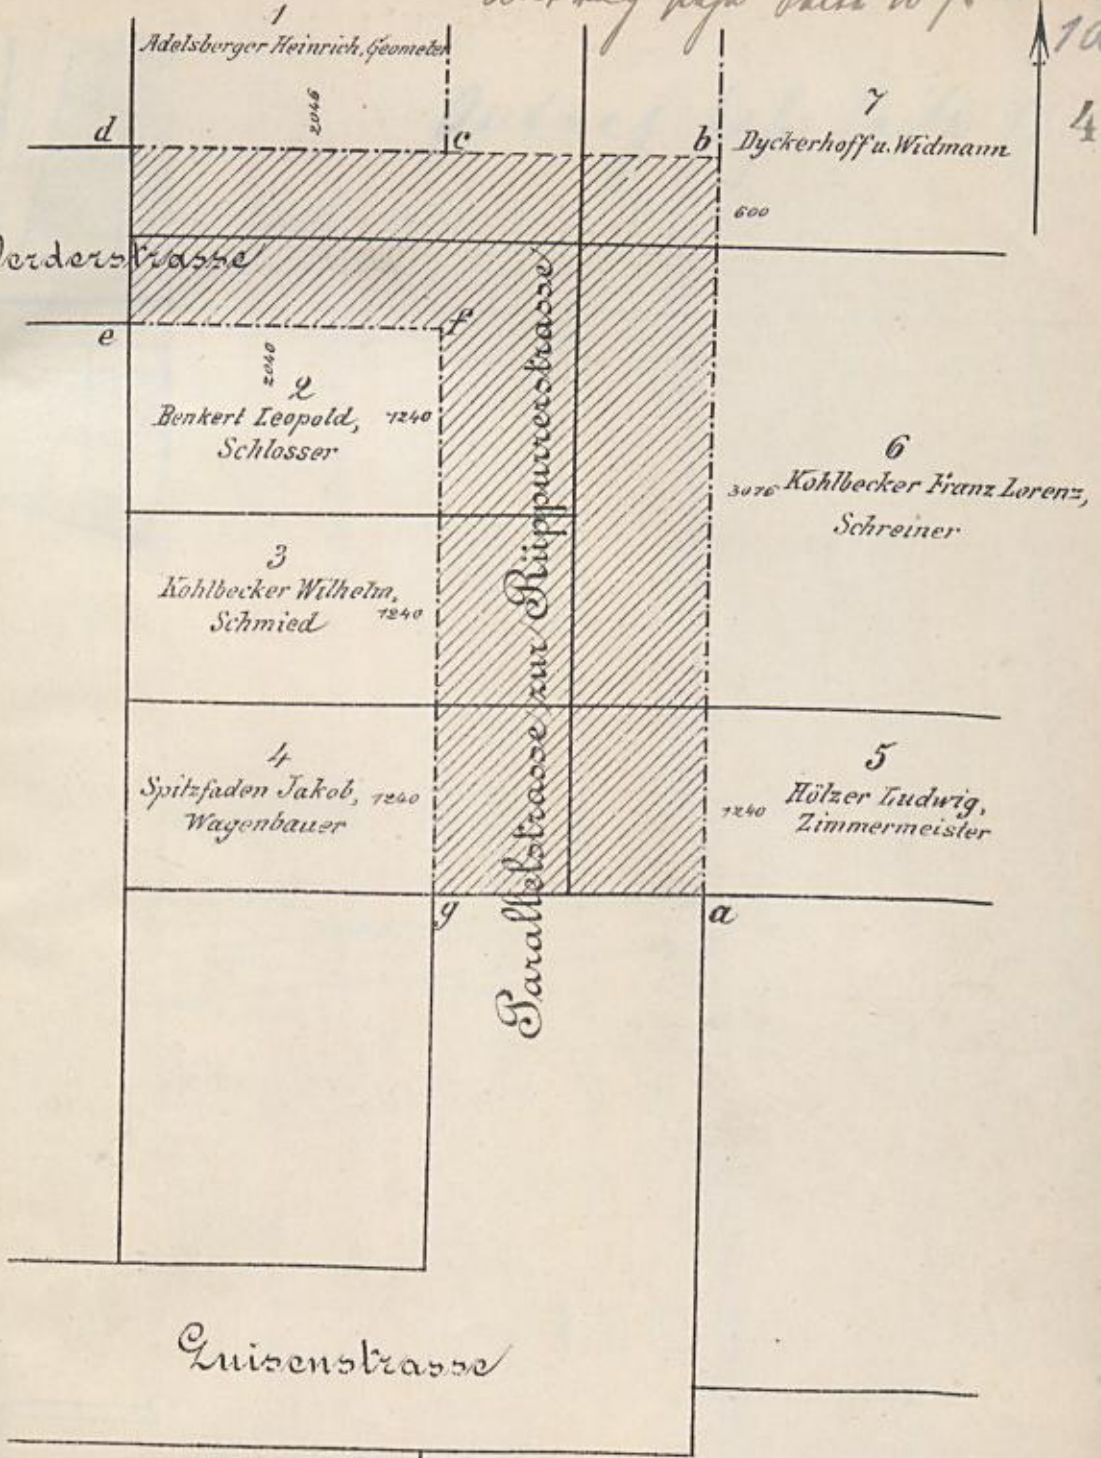 1
Adelsberger Heinrich, Geometer
2046
7
Dyckerhoff u. Widmann
4
d
c
b
600
erderstrasse
e
f
2040
2
Benkert Leopold, 1240
Schlosser
6
3076 Kohlbecker Franz Lorenz,
Schreiner
3
Kohlbecker Wilhelm,
Schmied 1240
Parallelstrasse zur Rüppurrerstrasse
4
Spitzfaden Jakob, 1240
Wagenbauer
5
1240 Hölzer Ludwig,
Zimmermeister
g
a
Luisenstrasse